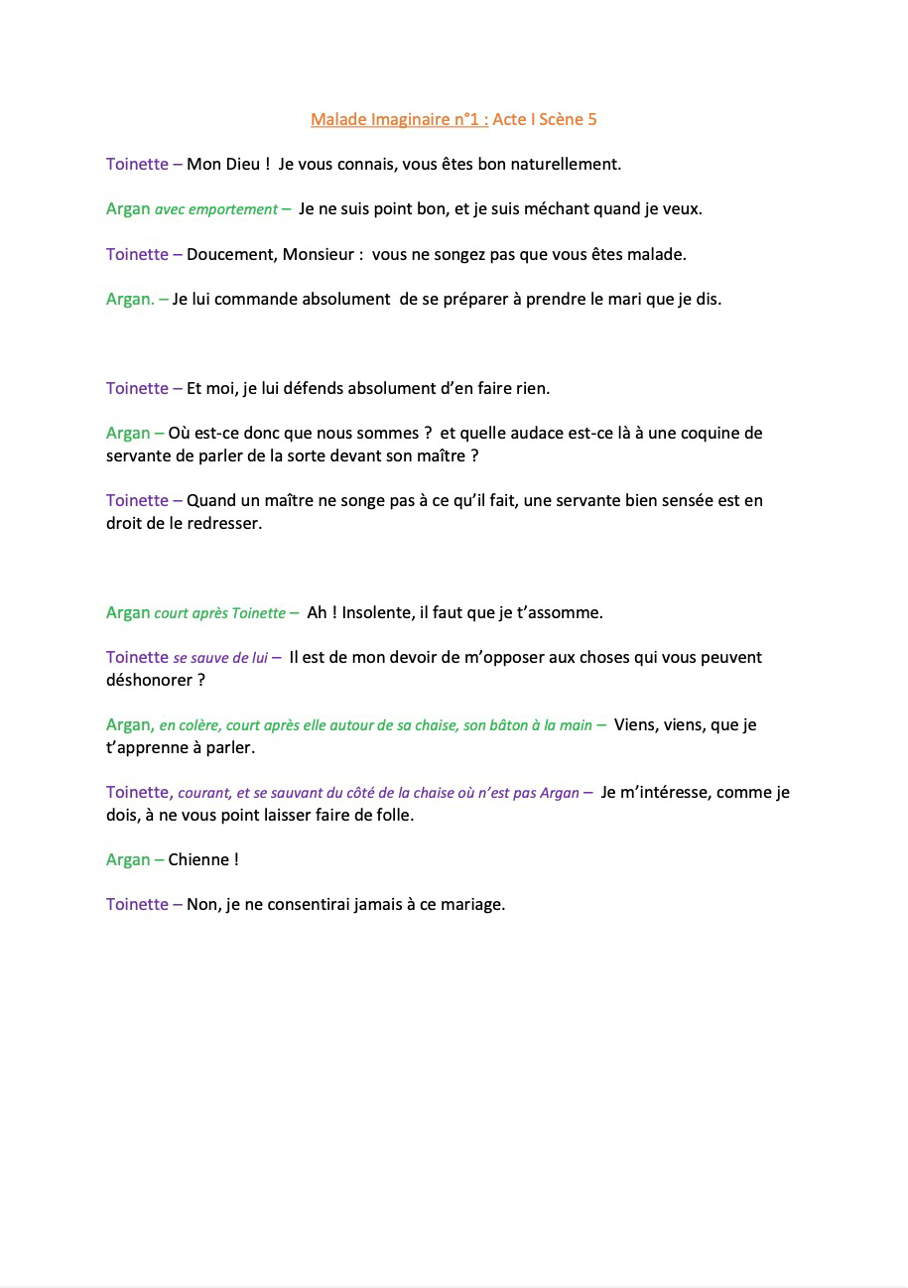 Malade Imaginaire n°1 : Acte I Scène 5
Toinette – Mon Dieu !  Je vous connais, vous êtes bon naturellement.
Argan avec emportement –  Je ne suis point bon, et je suis méchant quand je veux.
Toinette – Doucement, Monsieur :  vous ne songez pas que vous êtes malade.
Argan. – Je lui commande absolument  de se préparer à prendre le mari que je dis.
Toinette – Et moi, je lui défends absolument d’en faire rien.
Argan – Où est-ce donc que nous sommes ?  et quelle audace est-ce là à une coquine de
servante de parler de la sorte devant son maître ?
Toinette – Quand un maître ne songe pas à ce qu’il fait, une servante bien sensée est en
droit de le redresser.
Argan court après Toinette –  Ah ! Insolente, il faut que je t’assomme.
Toinette se sauve de lui –  Il est de mon devoir de m’opposer aux choses qui vous peuvent
déshonorer ?
Argan, en colère, court après elle autour de sa chaise, son bâton à la main –  Viens, viens, que je
t’apprenne à parler.
Toinette, courant, et se sauvant du côté de la chaise où n’est pas Argan –  Je m’intéresse, comme je
dois, à ne vous point laisser faire de folle.
Argan – Chienne !
Toinette – Non, je ne consentirai jamais à ce mariage.